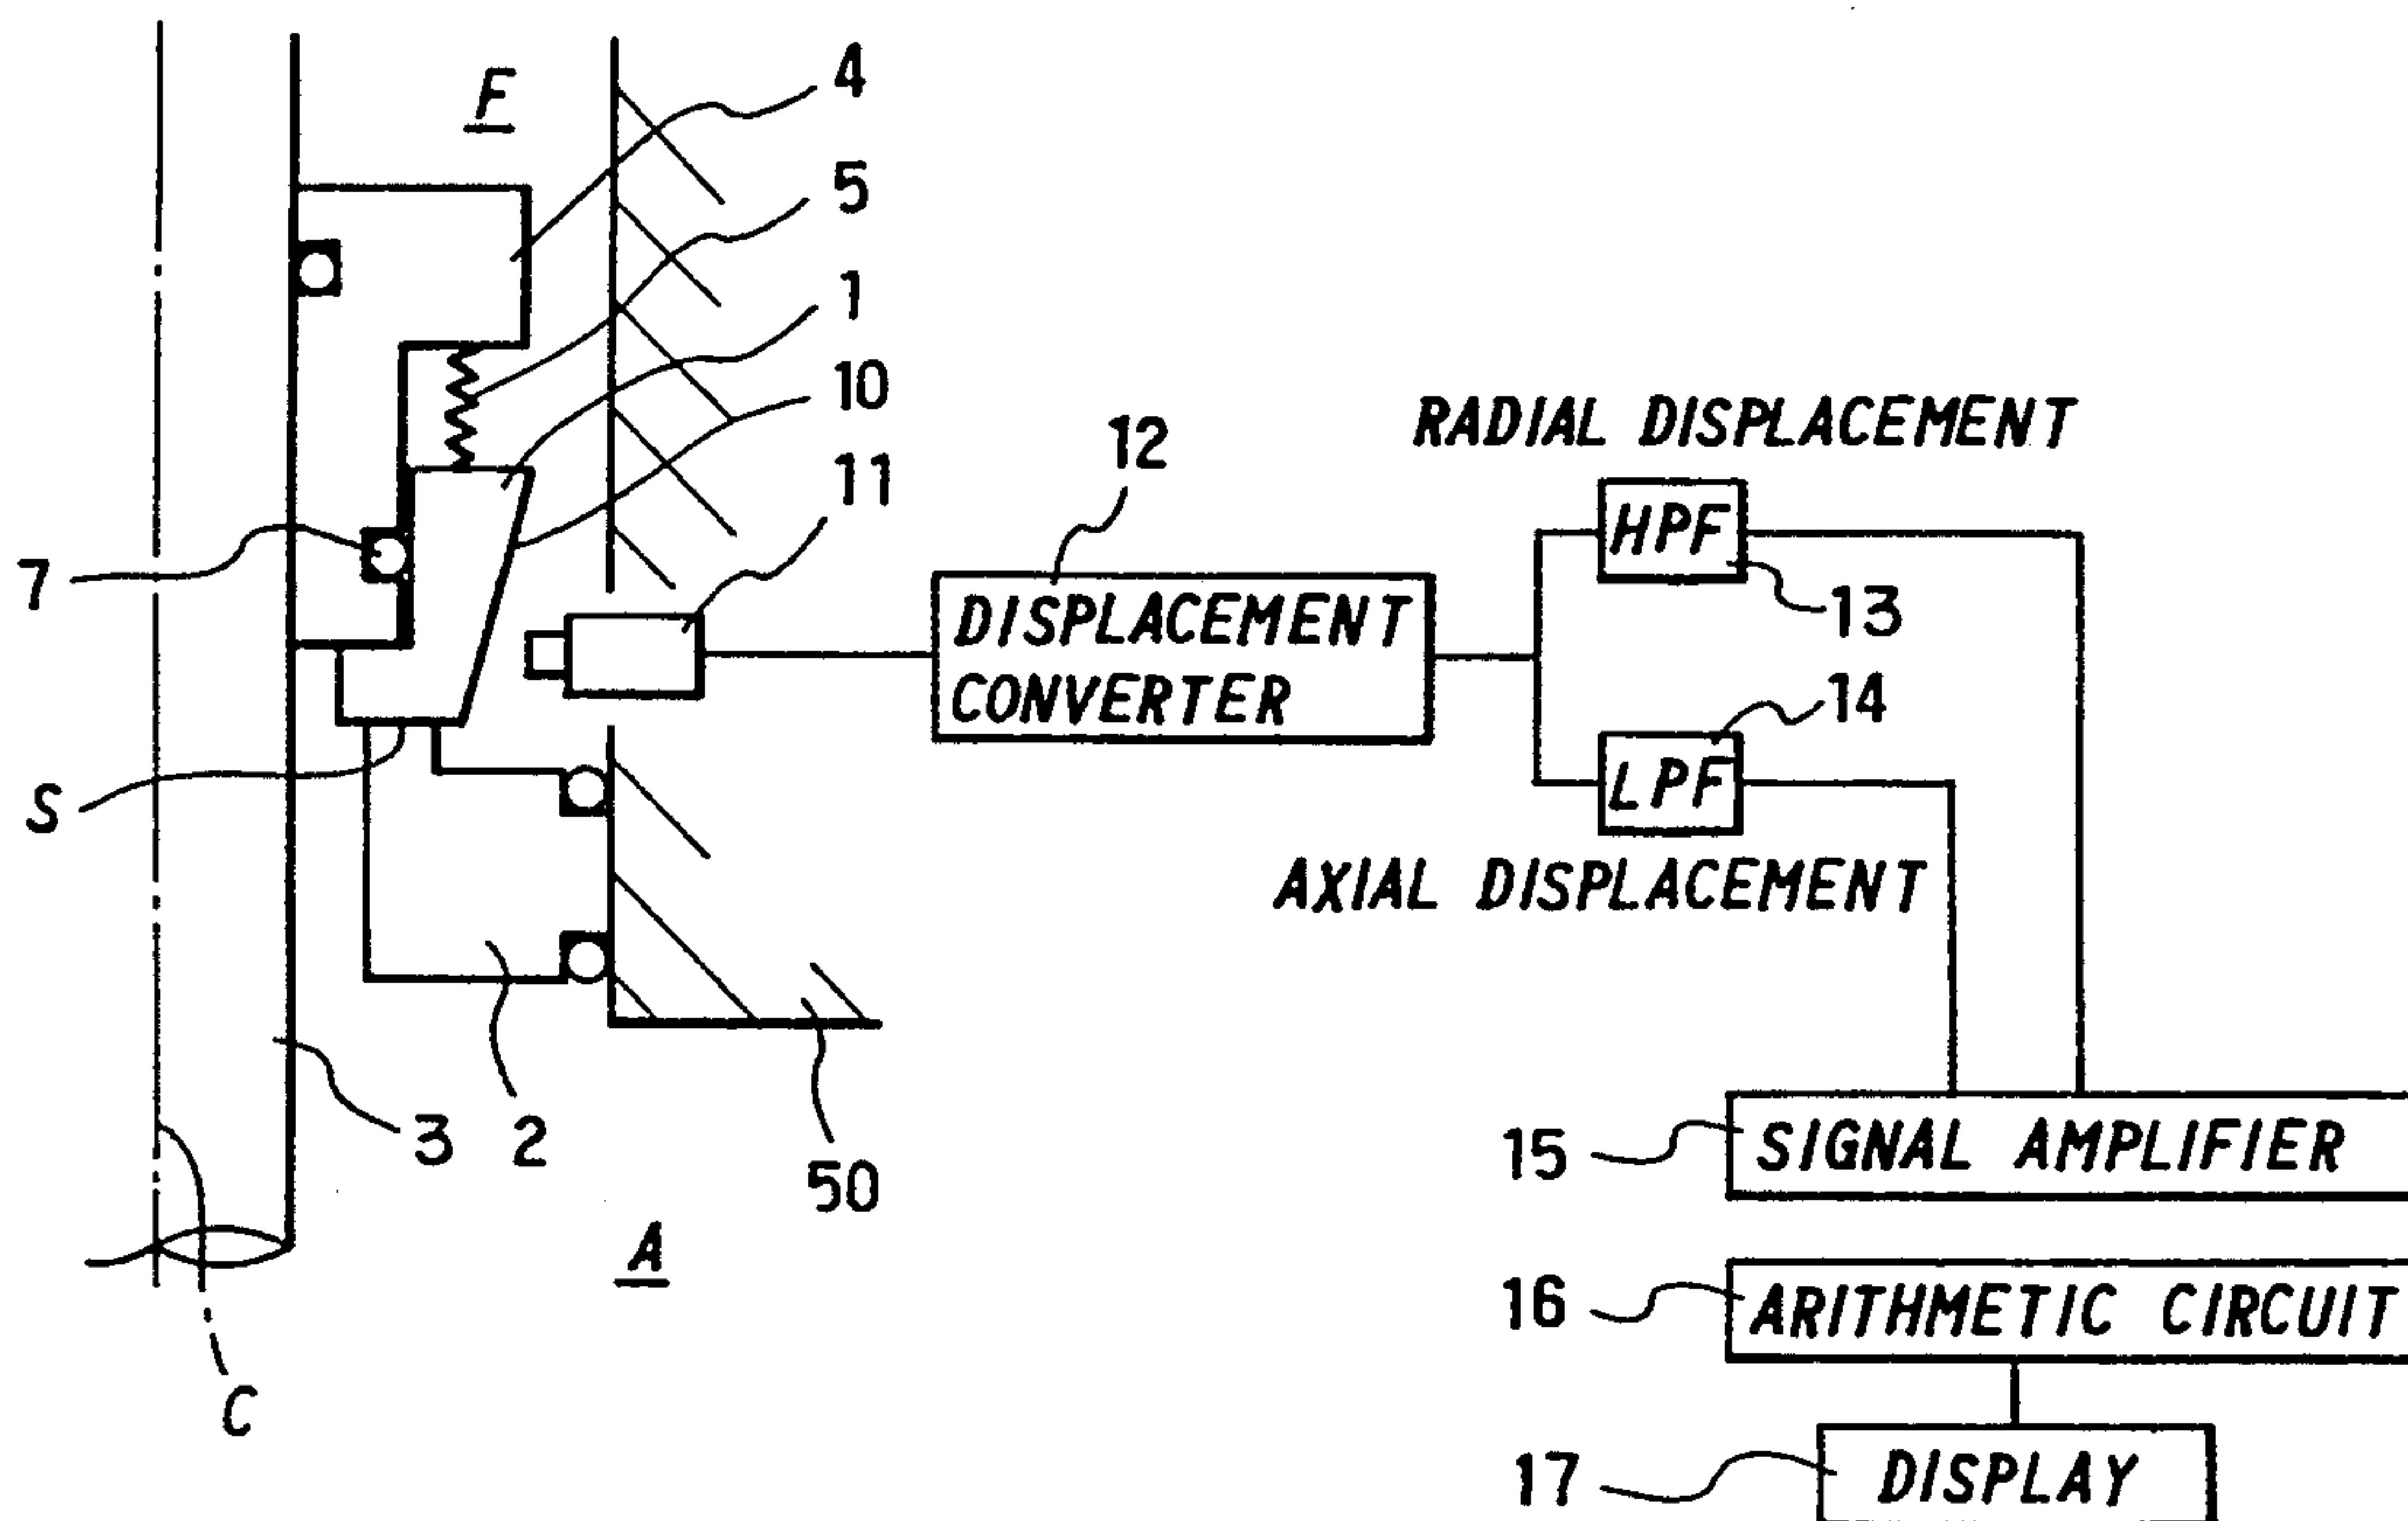 F
4
5
1
10
11
7
S
3
2
50
A
C
12
DISPLACEMENT
CONVERTER
RADIAL DISPLACEMENT
HPF
13
14
LPF
AXIAL DISPLACEMENT
15
SIGNAL AMPLIFIER
16
ARITHMETIC CIRCUIT
17
DISPLAY